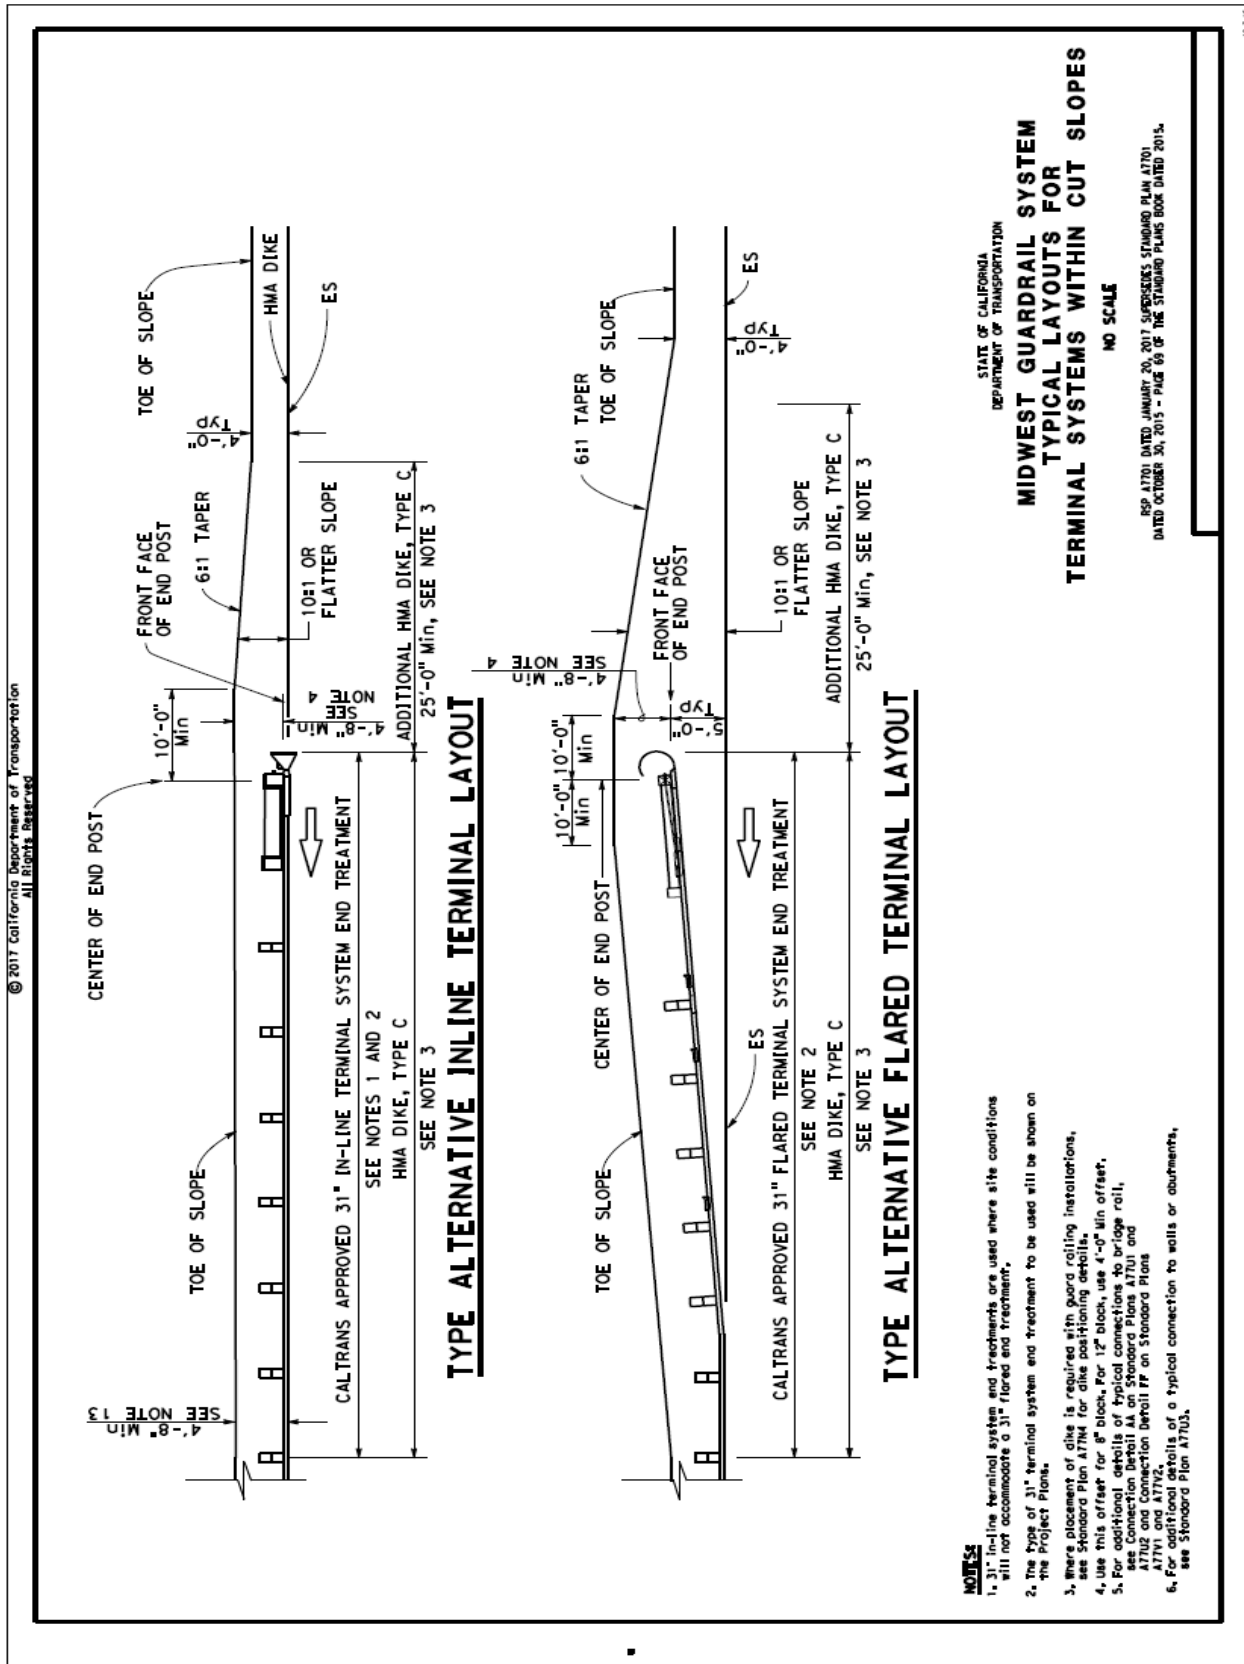 © 2017 California Department of Transportation
All Rights Reserved
CENTER OF END POST
10'-0"
Min
FRONT FACE
OF END POST
6:1 TAPER
TOE OF SLOPE
4'-0"
Typ
HMA DIKE
ES
TOE OF SLOPE
4'-8" Min
SEE NOTE 13
4'-8" Min
SEE
NOTE 4
10:1 OR
FLATTER SLOPE
CALTRANS APPROVED 31" IN-LINE TERMINAL SYSTEM END TREATMENT
SEE NOTES 1 AND 2
HMA DIKE, TYPE C
SEE NOTE 3
ADDITIONAL HMA DIKE, TYPE C
25'-0" Min, SEE NOTE 3
TYPE ALTERNATIVE INLINE TERMINAL LAYOUT
TOE OF SLOPE
CENTER OF END POST
10'-0"
Min
10'-0"
4'-8" Min
SEE NOTE 4
FRONT FACE
OF END POST
5'-0"
Typ
6:1 TAPER
TOE OF SLOPE
4'-0"
Typ
ES
ES
10:1 OR
FLATTER SLOPE
CALTRANS APPROVED 31" FLARED TERMINAL SYSTEM END TREATMENT
SEE NOTE 2
HMA DIKE, TYPE C
SEE NOTE 3
ADDITIONAL HMA DIKE, TYPE C
25'-0" Min, SEE NOTE 3
TYPE ALTERNATIVE FLARED TERMINAL LAYOUT
NOTES:
1. 31" in-line terminal system end treatments are used where site conditions
will not accommodate a 31" flared end treatment.
2. The type of 31" terminal system end treatment to be used will be shown on
the Project Plans.
3. Where placement of dike is required with guard railing installations,
see Standard Plan A77N4 for dike positioning details.
4. Use this offset for 8" block. For 12" block, use 4'-0" Min offset.
5. For additional details of typical connections to bridge rail,
see Connection Detail AA on Standard Plans A77U1 and
A77U2 and Connection Detail FF on Standard Plans
A77V1 and A77V2.
6. For additional details of a typical connection to walls or abutments,
see Standard Plan A77U3.
STATE OF CALIFORNIA
DEPARTMENT OF TRANSPORTATION
MIDWEST GUARDRAIL SYSTEM
TYPICAL LAYOUTS FOR
TERMINAL SYSTEMS WITHIN CUT SLOPES
NO SCALE
RSP A77O1 DATED JANUARY 20, 2017 SUPERSEDES STANDARD PLAN A77O1
DATED OCTOBER 30, 2015 - PAGE 69 OF THE STANDARD PLANS BOOK DATED 2015.